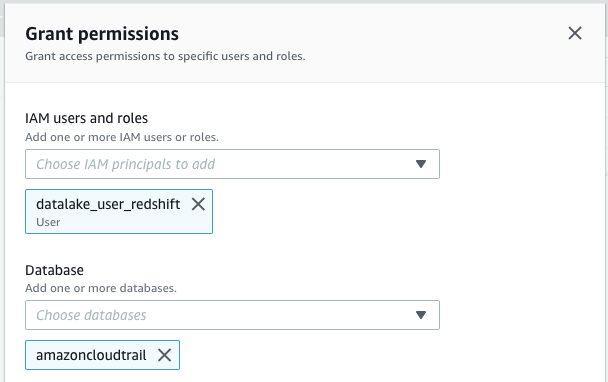 Grant permissions
Grant access permissions to specific users and roles.
IAM users and roles
Add one or more IAM users or roles.
Choose IAM principals to add
datalake_user_redshift
User
Database
Add one or more databases.
Choose databases
amazoncloudtrail